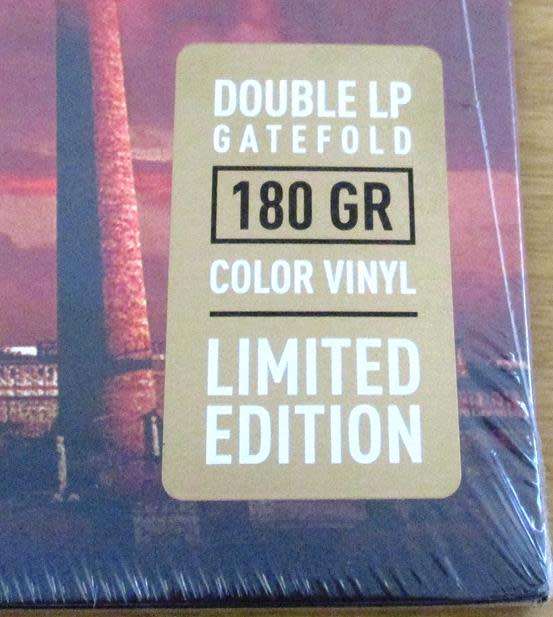 DOUBLE LP
GATEFOLD
180 GR
COLOR VINYL
LIMITED
EDITION